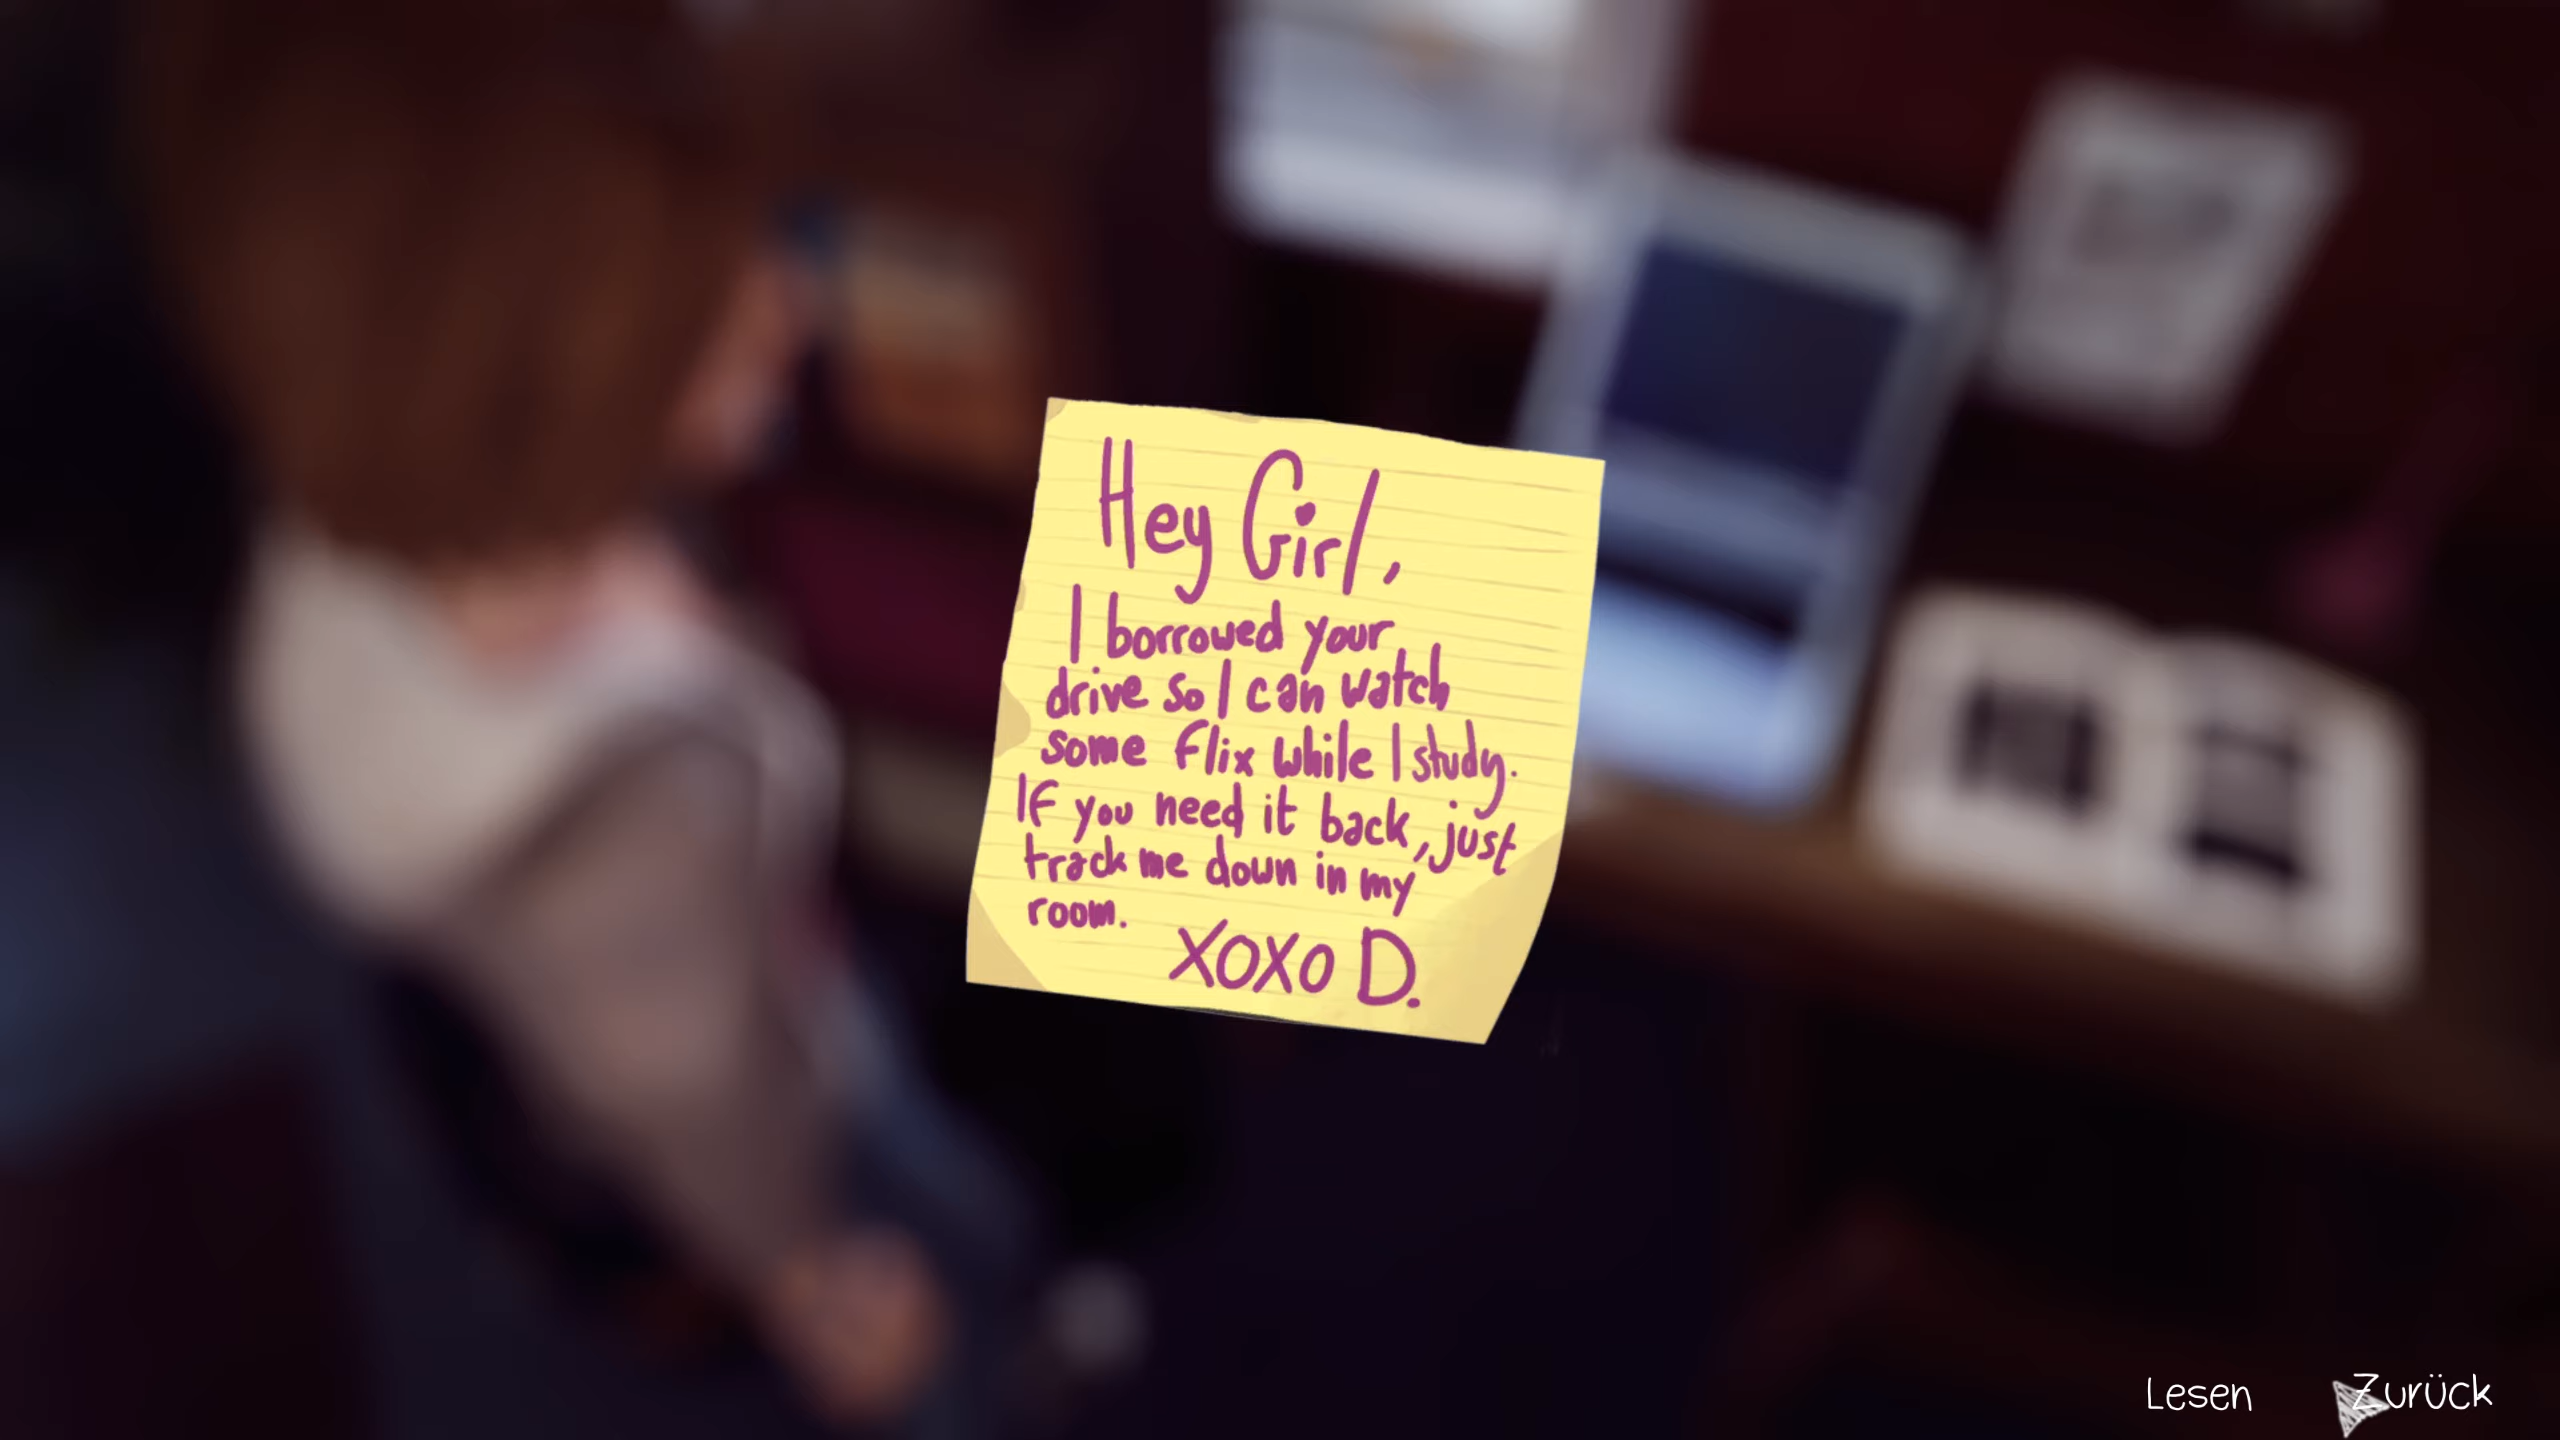 Hey Girl,
I borrowed your
drive so I can watch
some flix while I study.
If you need it back, just
track me down in my
room.
XOXO D.
Lesen
Zurück